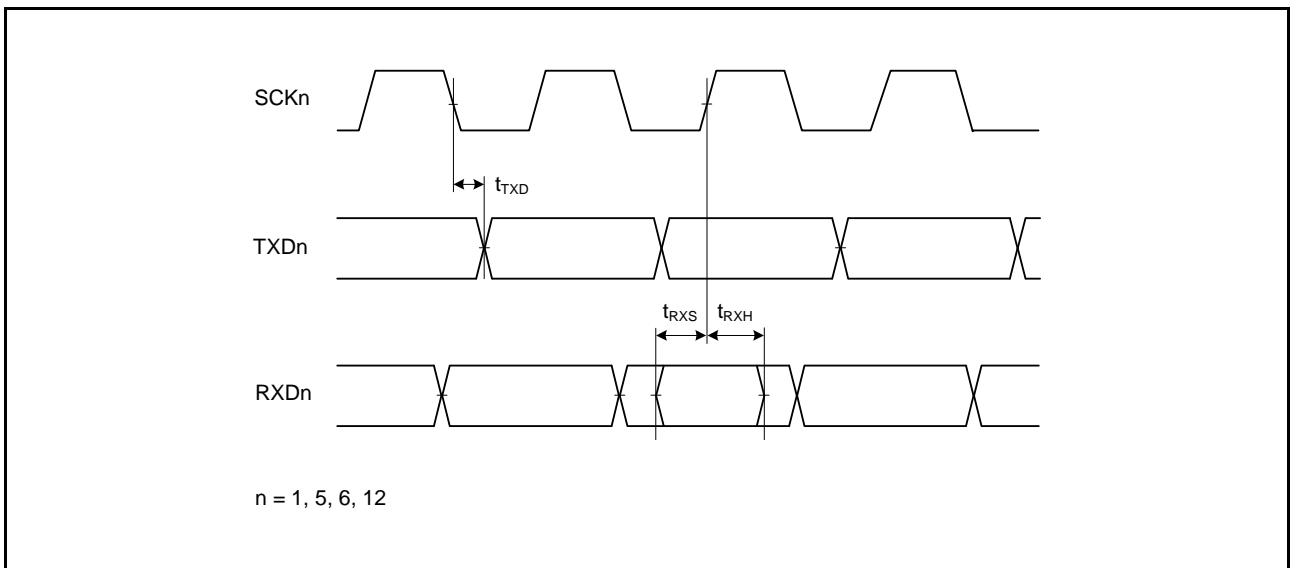 SCKn
tTXD
TXDn
tRXS tRXH
RXDn
n = 1, 5, 6, 12